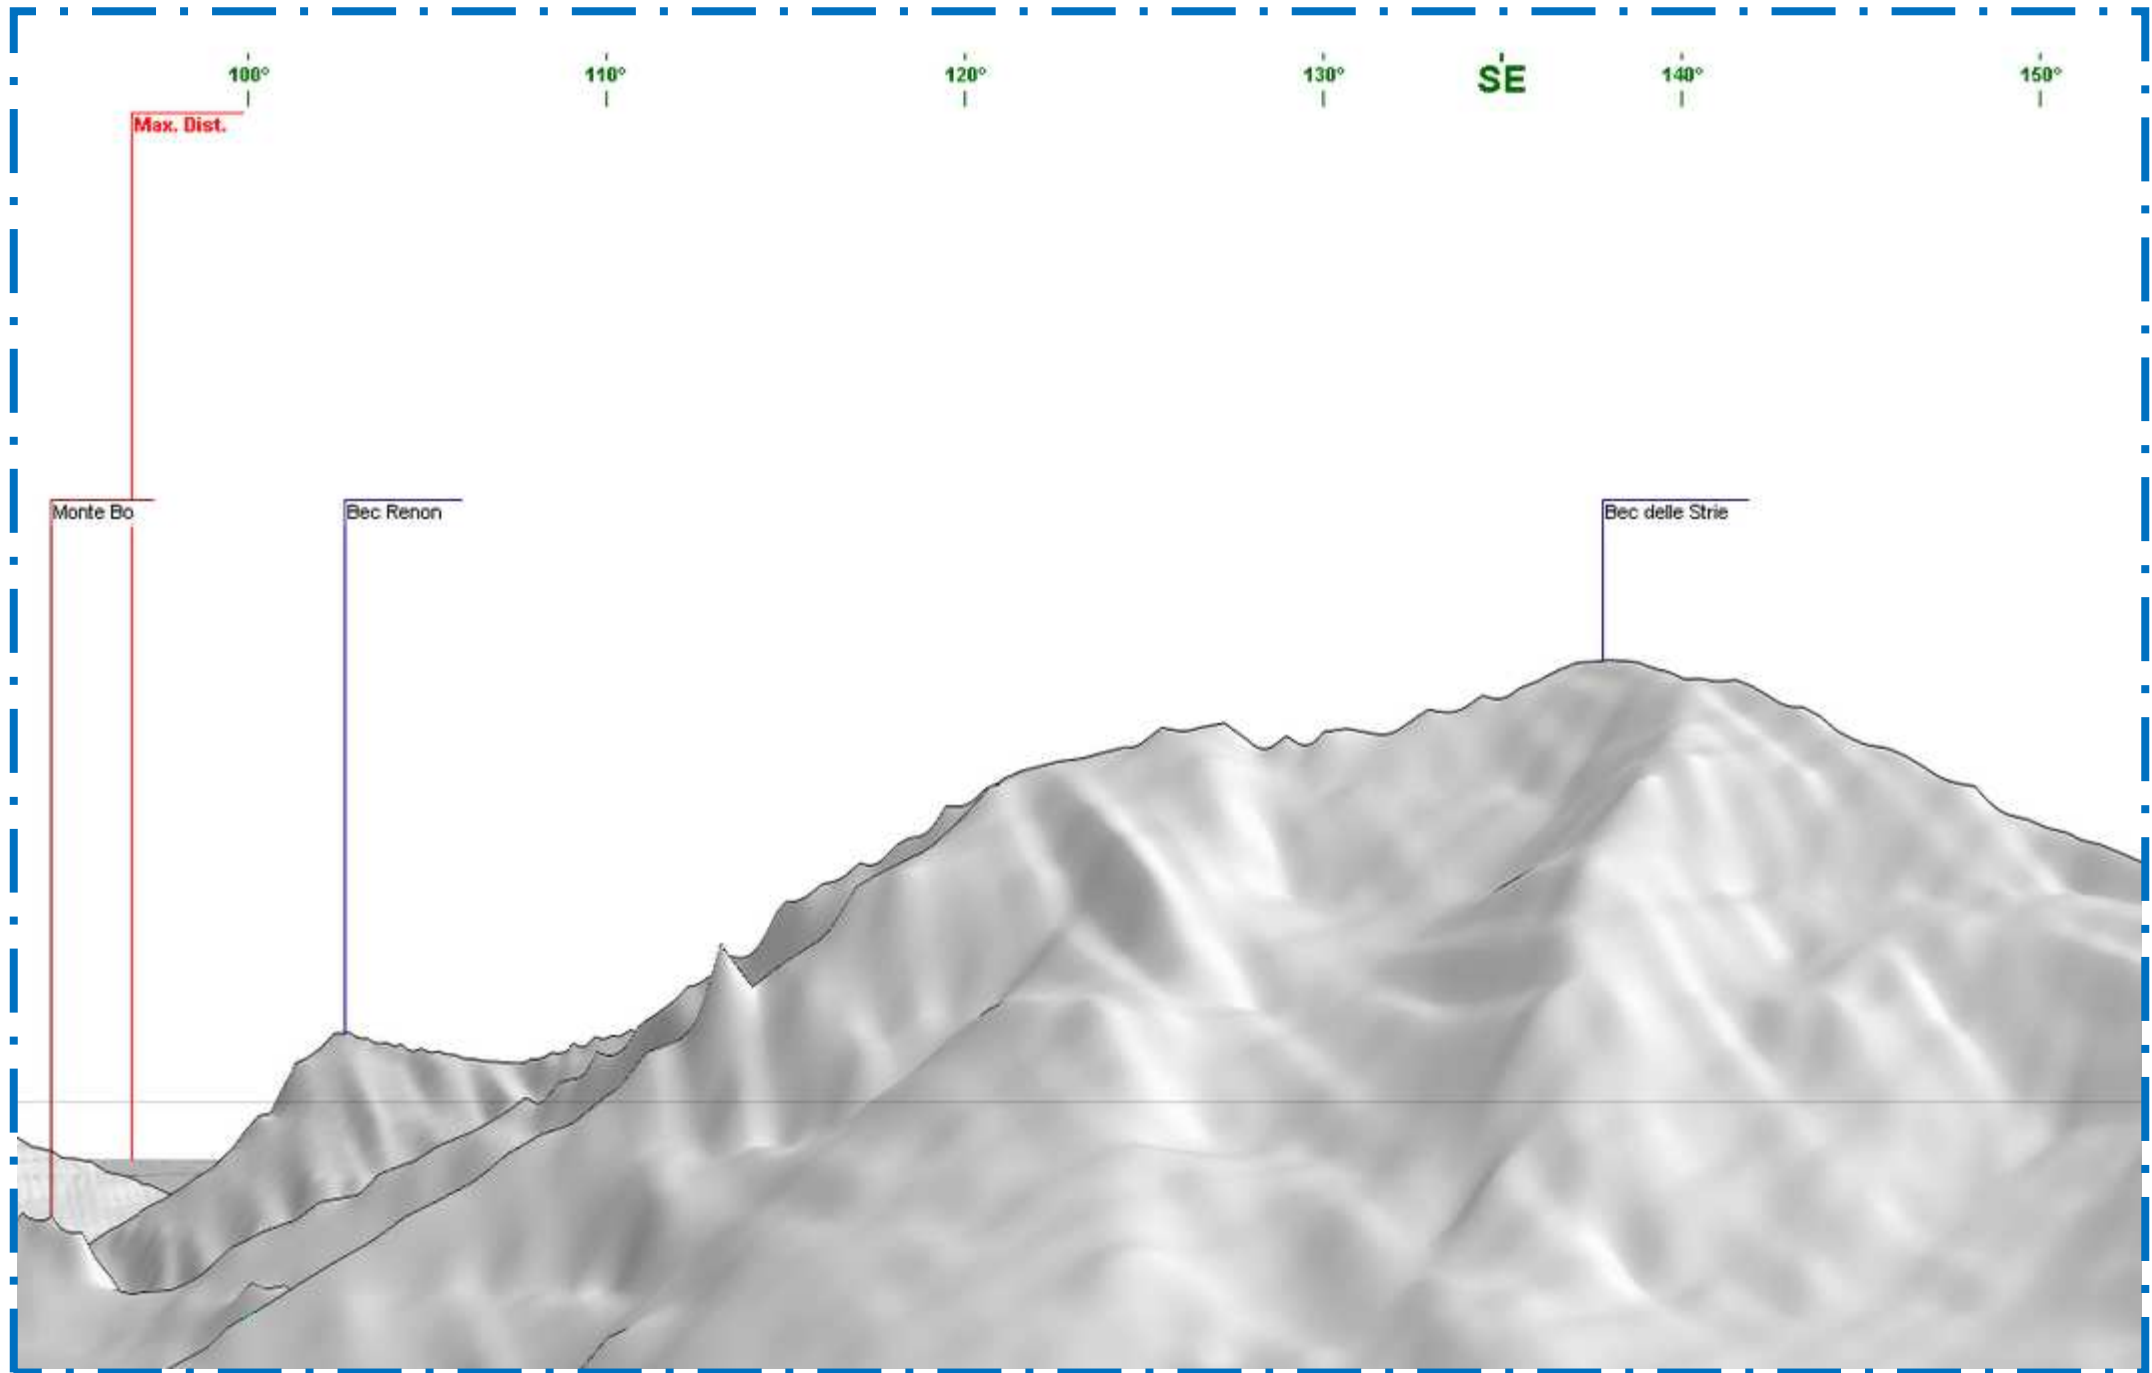 100° 110° 120° 130° SE 140° 150°
Max. Dist.
Monte Bo Bec Renon Bec delle Strie